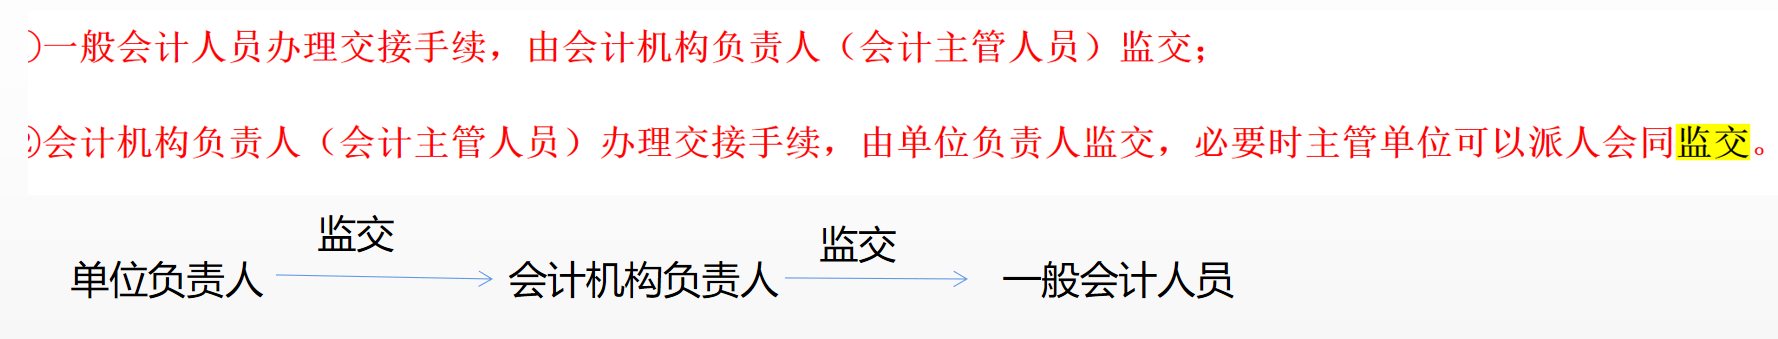 ①一般会计人员办理交接手续，由会计机构负责人（会计主管人员）监交；
②会计机构负责人（会计主管人员）办理交接手续，由单位负责人监交，必要时主管单位可以派人会同监交。
监交 监交
单位负责人 会计机构负责人 一般会计人员